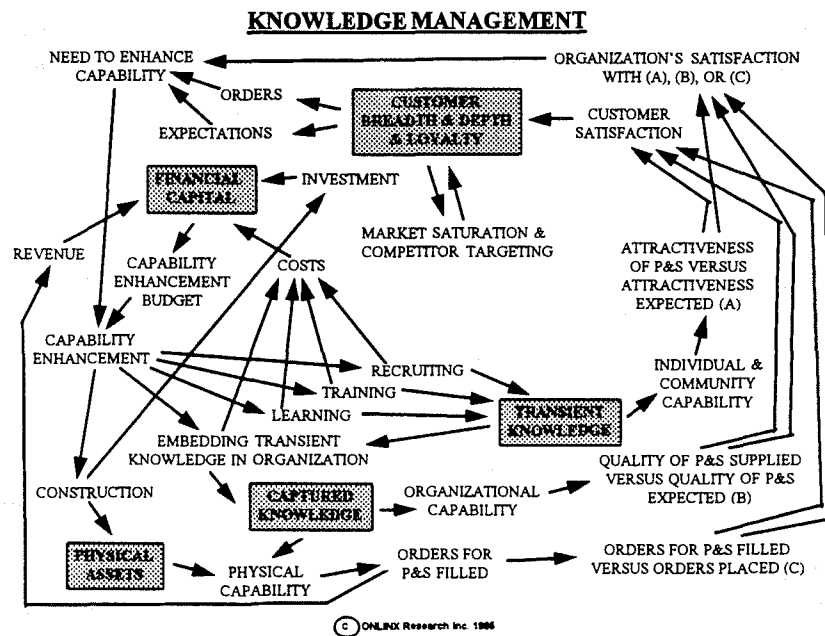 KNOWLEDGE MANAGEMENT
NEED TO ENHANCE
CAPABILITY
ORGANIZATION'S SATISFACTION
WITH (A), (B), OR (C)
ORDERS
CUSTOMER
BREADTH & DEPTH
& LOYALTY
EXPECTATIONS
CUSTOMER
SATISFACTION
FINANCIAL
CAPITAL
INVESTMENT
MARKET SATURATION &
COMPETITOR TARGETING
REVENUE
CAPABILITY
ENHANCEMENT
BUDGET
COSTS
ATTRACTIVENESS
OF P&S VERSUS
ATTRACTIVENESS
EXPECTED (A)
CAPABILITY
ENHANCEMENT
RECRUITING
TRAINING
LEARNING
INDIVIDUAL &
COMMUNITY
CAPABILITY
TRANSIENT
KNOWLEDGE
EMBEDDING TRANSIENT
KNOWLEDGE IN ORGANIZATION
CONSTRUCTION
CAPTURED
KNOWLEDGE
ORGANIZATIONAL
CAPABILITY
QUALITY OF P&S SUPPLIED
VERSUS QUALITY OF P&S
EXPECTED (B)
PHYSICAL
ASSETS
PHYSICAL
CAPABILITY
ORDERS FOR
P&S FILLED
ORDERS FOR P&S FILLED
VERSUS ORDERS PLACED (C)
© ONLINX Research Inc.